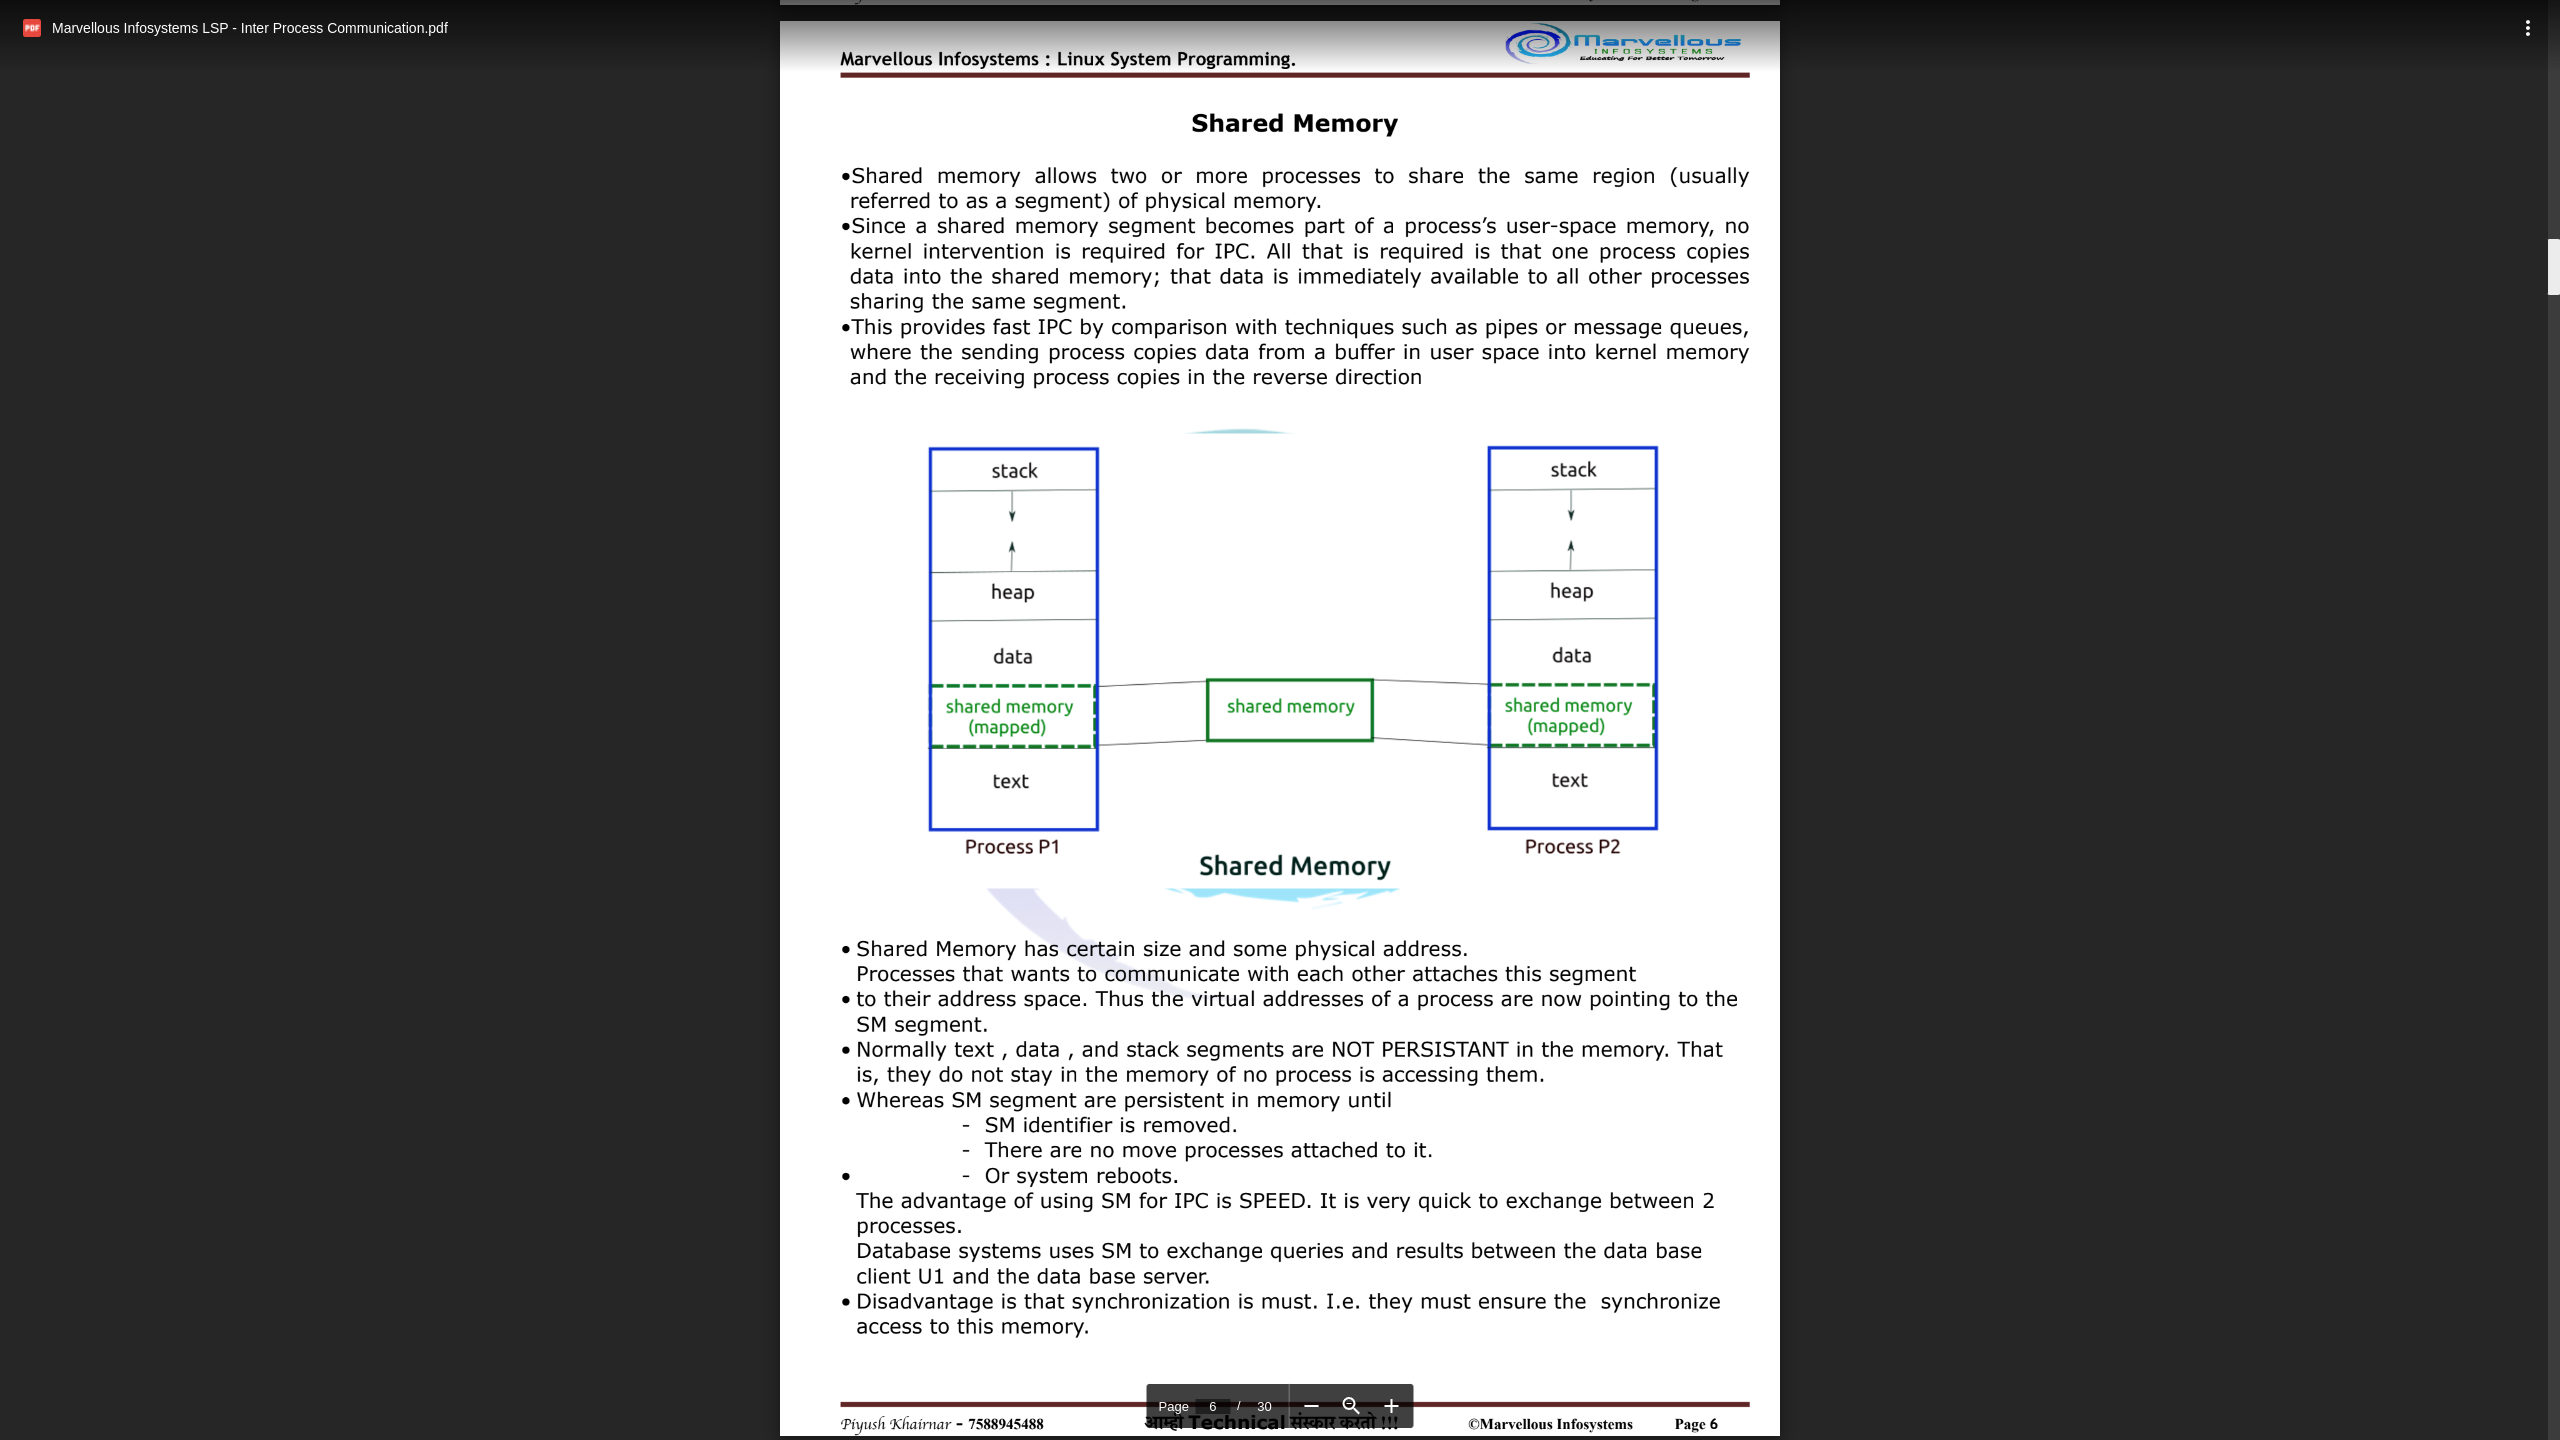 Marvellous Infosystems LSP - Inter Process Communication.pdf
Marvellous Infosystems : Linux System Programming.
Marvellous
INFOSYSTEMS
Educating For Better Tomorrow
Shared Memory
•Shared memory allows two or more processes to share the same region (usually
referred to as a segment) of physical memory.
•Since a shared memory segment becomes part of a process’s user-space memory, no
kernel intervention is required for IPC. All that is required is that one process copies
data into the shared memory; that data is immediately available to all other processes
sharing the same segment.
•This provides fast IPC by comparison with techniques such as pipes or message queues,
where the sending process copies data from a buffer in user space into kernel memory
and the receiving process copies in the reverse direction
stack
heap
data
shared memory
(mapped)
text
Process P1
shared memory
stack
heap
data
shared memory
(mapped)
text
Process P2
Shared Memory
• Shared Memory has certain size and some physical address.
Processes that wants to communicate with each other attaches this segment
• to their address space. Thus the virtual addresses of a process are now pointing to the
SM segment.
• Normally text , data , and stack segments are NOT PERSISTANT in the memory. That
is, they do not stay in the memory of no process is accessing them.
• Whereas SM segment are persistent in memory until
- SM identifier is removed.
- There are no move processes attached to it.
• - Or system reboots.
The advantage of using SM for IPC is SPEED. It is very quick to exchange between 2
processes.
Database systems uses SM to exchange queries and results between the data base
client U1 and the data base server.
• Disadvantage is that synchronization is must. I.e. they must ensure the synchronize
access to this memory.
Page 6 / 30
Piyush Khairnar - 7588945488 आम्ही Technical संस्कार करतो !!! ©Marvellous Infosystems Page 6